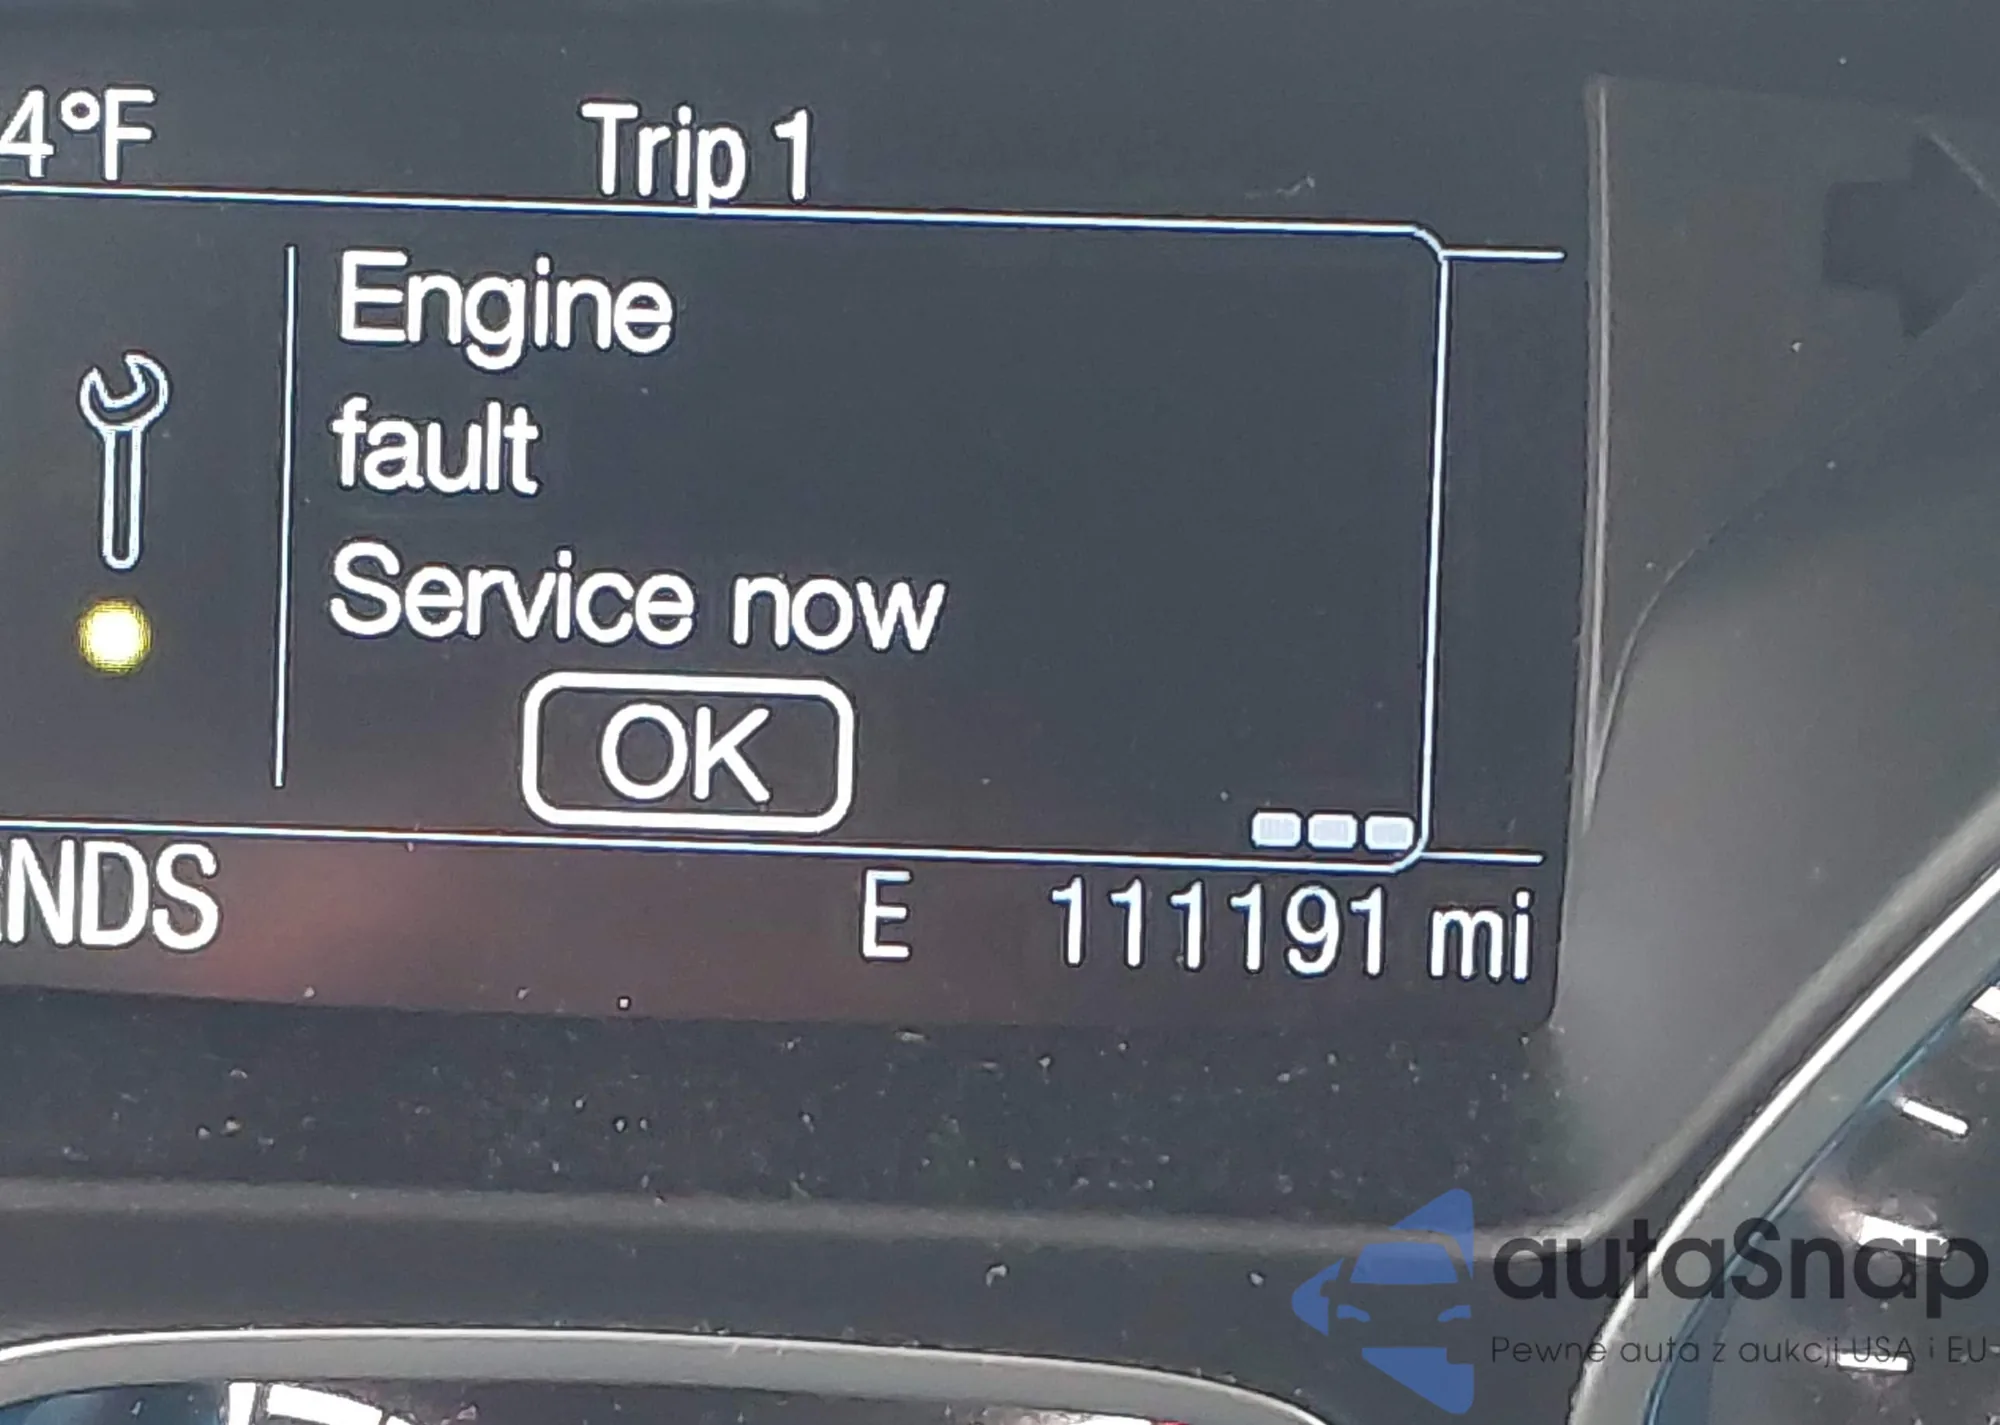 4°F Trip 1
Engine
fault
Service now
OK
NDS E 111191 mi
autaSnap
Pewne auta z aukcji USA i EU